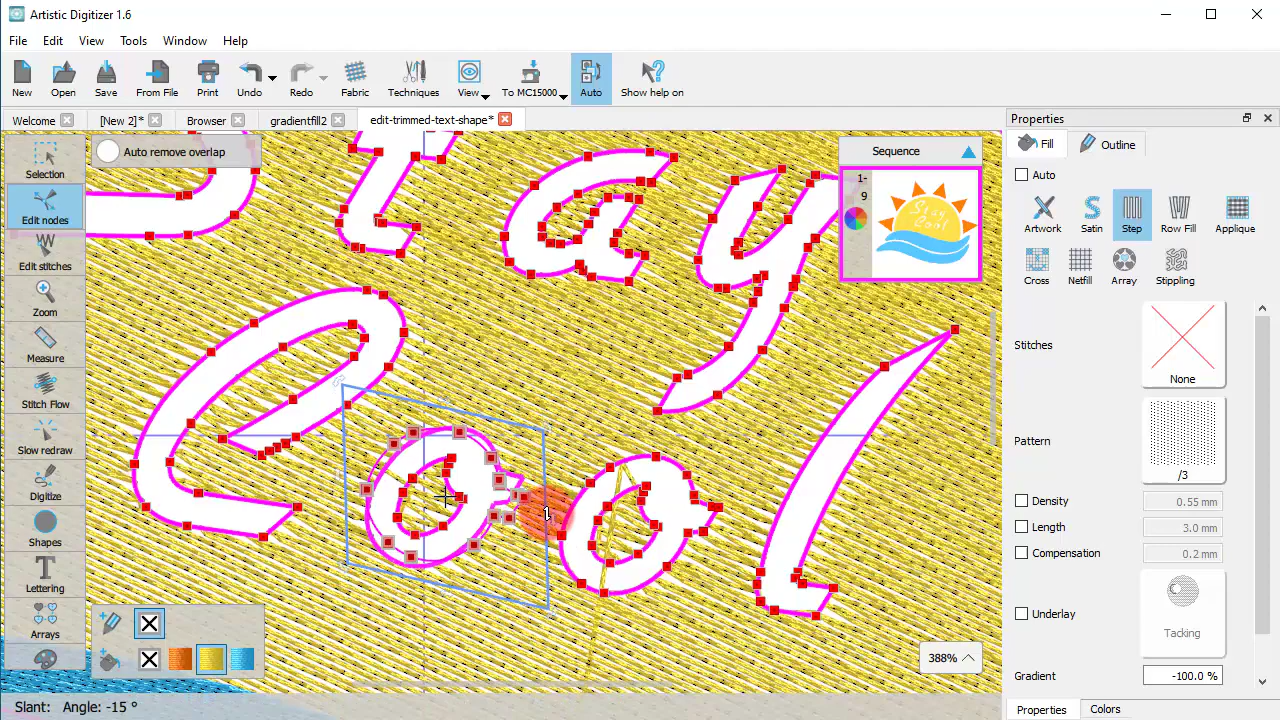 Artistic Digitizer 1.6
File Edit View Tools Window Help
New Open Save From File Print Undo Redo Fabric Techniques View To MC15000 Auto Show help on
Welcome [New 2]* Browser gradientfill2 edit-trimmed-text-shape*
Auto remove overlap
Selection
Edit nodes
Edit stitches
Zoom
Measure
Stitch Flow
Slow redraw
Digitize
Shapes
Lettering
Arrays
Stay
Cool
Sequence
1-
9
Stay
Cool
388%
Properties
Fill Outline
Auto
Artwork Satin Step Row Fill Applique
Cross Netfill Array Stippling
Stitches None
Pattern /3
Density 0.55 mm
Length 3.0 mm
Compensation 0.2 mm
Underlay Tacking
Gradient -100.0 %
Properties Colors
Slant: Angle: -15 °